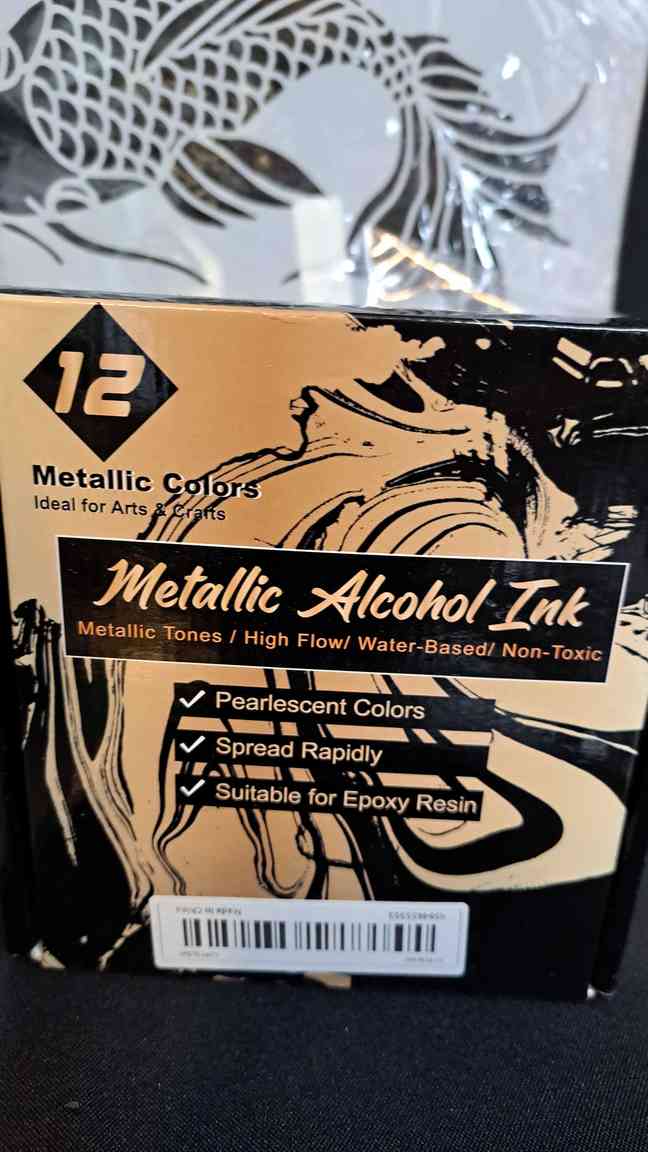 12
Metallic Colors
Ideal for Arts & Crafts
Metallic Alcohol Ink
Metallic Tones / High Flow/ Water-Based/ Non-Toxic
Pearlescent Colors
Spread Rapidly
Suitable for Epoxy Resin